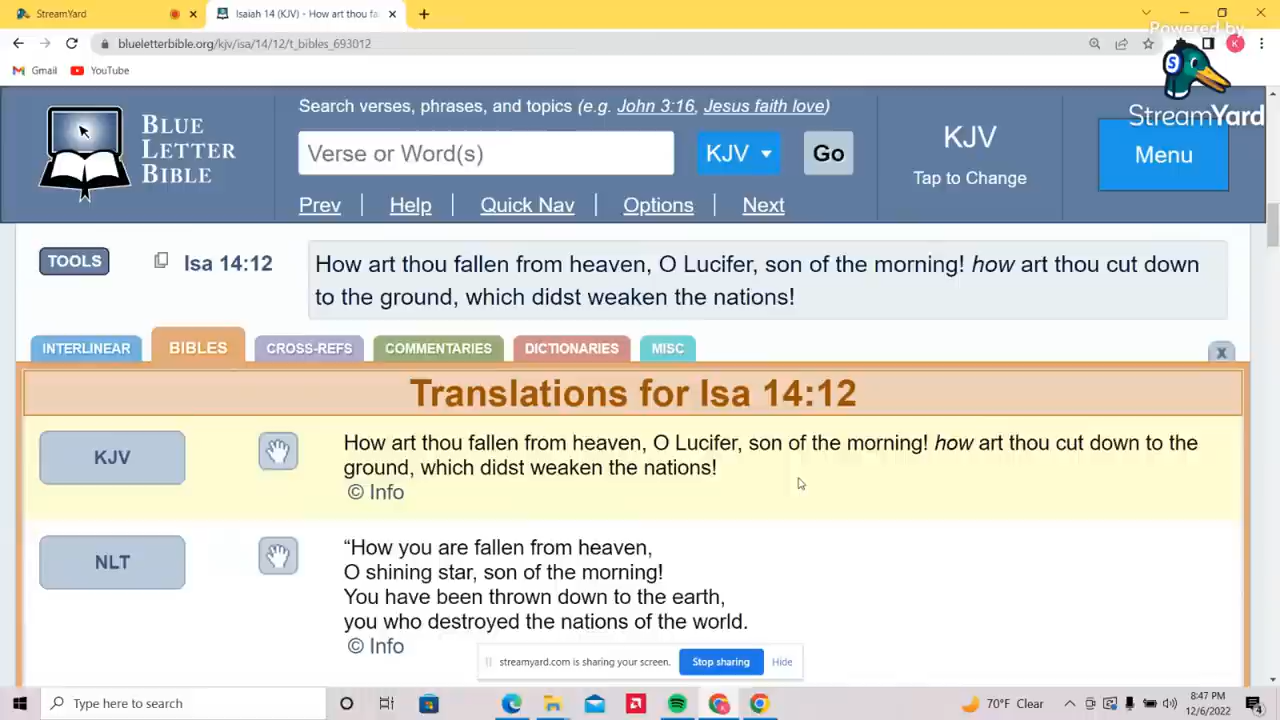 StreamYard
Isaiah 14 (KJV) - How art thou fa
blueletterbible.org/kjv/isa/14/12/t_bibles_693012
K
Gmail YouTube
Powered by
StreamYard
BLUE
LETTER
BIBLE
Search verses, phrases, and topics (e.g. John 3:16, Jesus faith love)
Verse or Word(s) KJV Go
Prev | Help | Quick Nav | Options | Next
KJV
Tap to Change
Menu
TOOLS Isa 14:12 How art thou fallen from heaven, O Lucifer, son of the morning! how art thou cut down
to the ground, which didst weaken the nations!
INTERLINEAR BIBLES CROSS-REFS COMMENTARIES DICTIONARIES MISC X
Translations for Isa 14:12
KJV How art thou fallen from heaven, O Lucifer, son of the morning! how art thou cut down to the
ground, which didst weaken the nations!
© Info
NLT “How you are fallen from heaven,
O shining star, son of the morning!
You have been thrown down to the earth,
you who destroyed the nations of the world.
© Info
streamyard.com is sharing your screen. Stop sharing Hide
Type here to search 70°F Clear 8:47 PM
12/6/2022